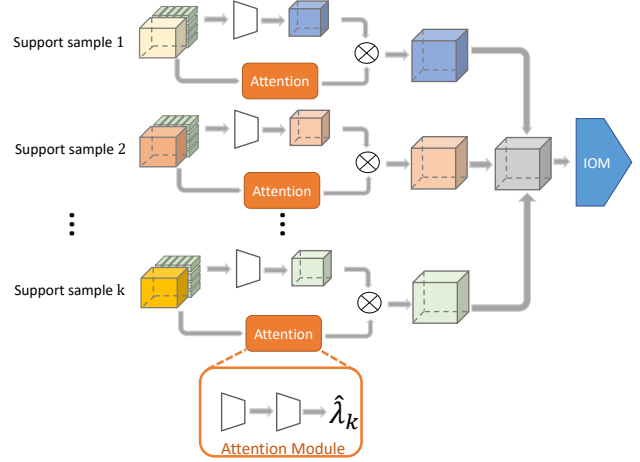 Support sample 1
Attention
Support sample 2
Attention
IOM
Support sample k
Attention
λ̂ₖ
Attention Module